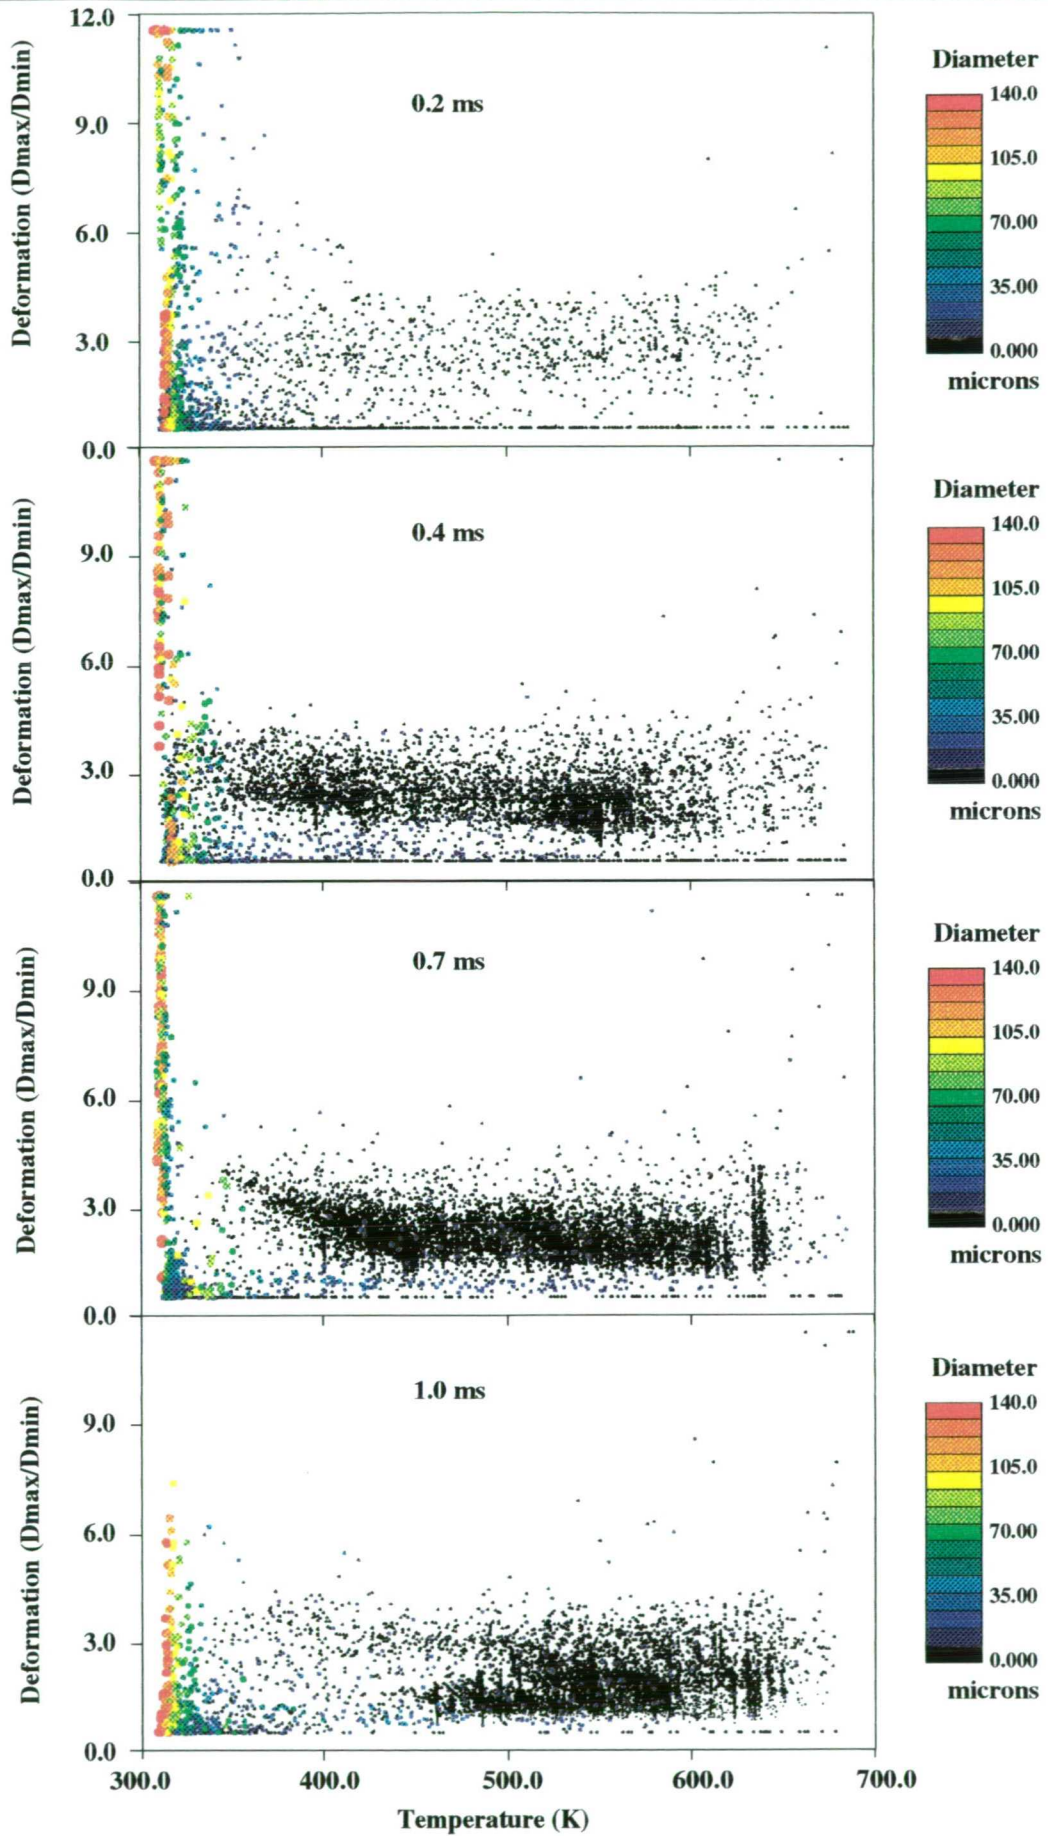 Deformation (Dmax/Dmin)
12.0
9.0
6.0
3.0
0.0
0.2 ms
Diameter
140.0
105.0
70.00
35.00
0.000
microns
Deformation (Dmax/Dmin)
9.0
6.0
3.0
0.0
0.4 ms
Diameter
140.0
105.0
70.00
35.00
0.000
microns
Deformation (Dmax/Dmin)
9.0
6.0
3.0
0.0
0.7 ms
Diameter
140.0
105.0
70.00
35.00
0.000
microns
Deformation (Dmax/Dmin)
9.0
6.0
3.0
0.0
1.0 ms
Diameter
140.0
105.0
70.00
35.00
0.000
microns
300.0 400.0 500.0 600.0 700.0
Temperature (K)